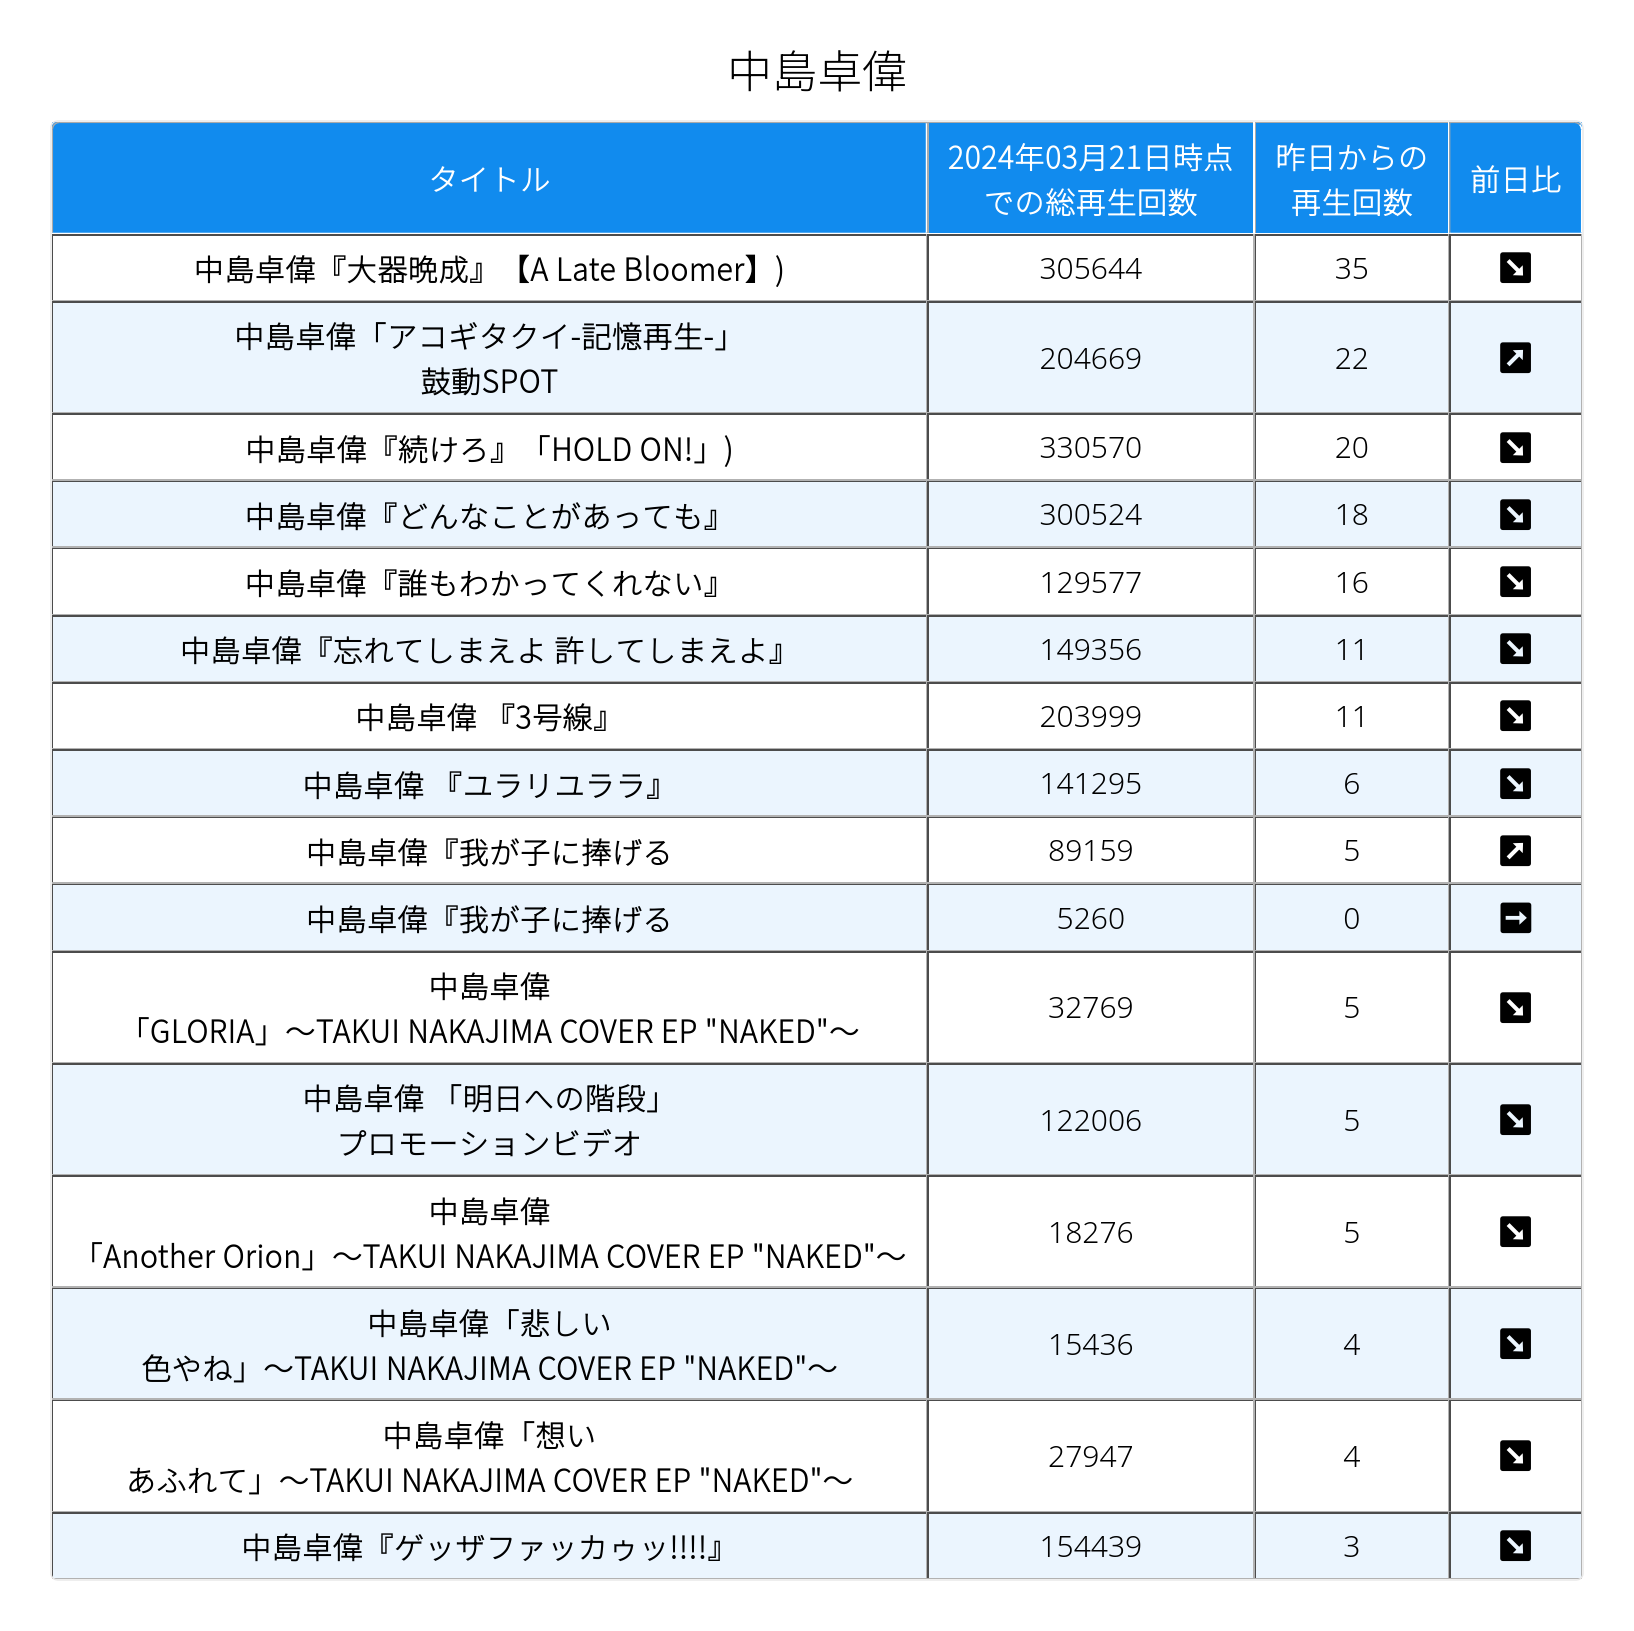 中島卓偉
タイトル
2024年03月21日時点
での総再生回数
昨日からの
再生回数
前日比
中島卓偉『大器晩成』【A Late Bloomer】)
305644
35
↘
中島卓偉「アコギタクイ-記憶再生-」
鼓動SPOT
204669
22
↗
中島卓偉『続けろ』「HOLD ON!」)
330570
20
↘
中島卓偉『どんなことがあっても』
300524
18
↘
中島卓偉『誰もわかってくれない』
129577
16
↘
中島卓偉『忘れてしまえよ 許してしまえよ』
149356
11
↘
中島卓偉 『3号線』
203999
11
↘
中島卓偉 『ユラリユララ』
141295
6
↘
中島卓偉『我が子に捧げる
89159
5
↗
中島卓偉『我が子に捧げる
5260
0
→
中島卓偉
「GLORIA」～TAKUI NAKAJIMA COVER EP "NAKED"～
32769
5
↘
中島卓偉 「明日への階段」
プロモーションビデオ
122006
5
↘
中島卓偉
「Another Orion」～TAKUI NAKAJIMA COVER EP "NAKED"～
18276
5
↘
中島卓偉「悲しい
色やね」～TAKUI NAKAJIMA COVER EP "NAKED"～
15436
4
↘
中島卓偉「想い
あふれて」～TAKUI NAKAJIMA COVER EP "NAKED"～
27947
4
↘
中島卓偉『ゲッザファッカゥッ!!!!』
154439
3
↘